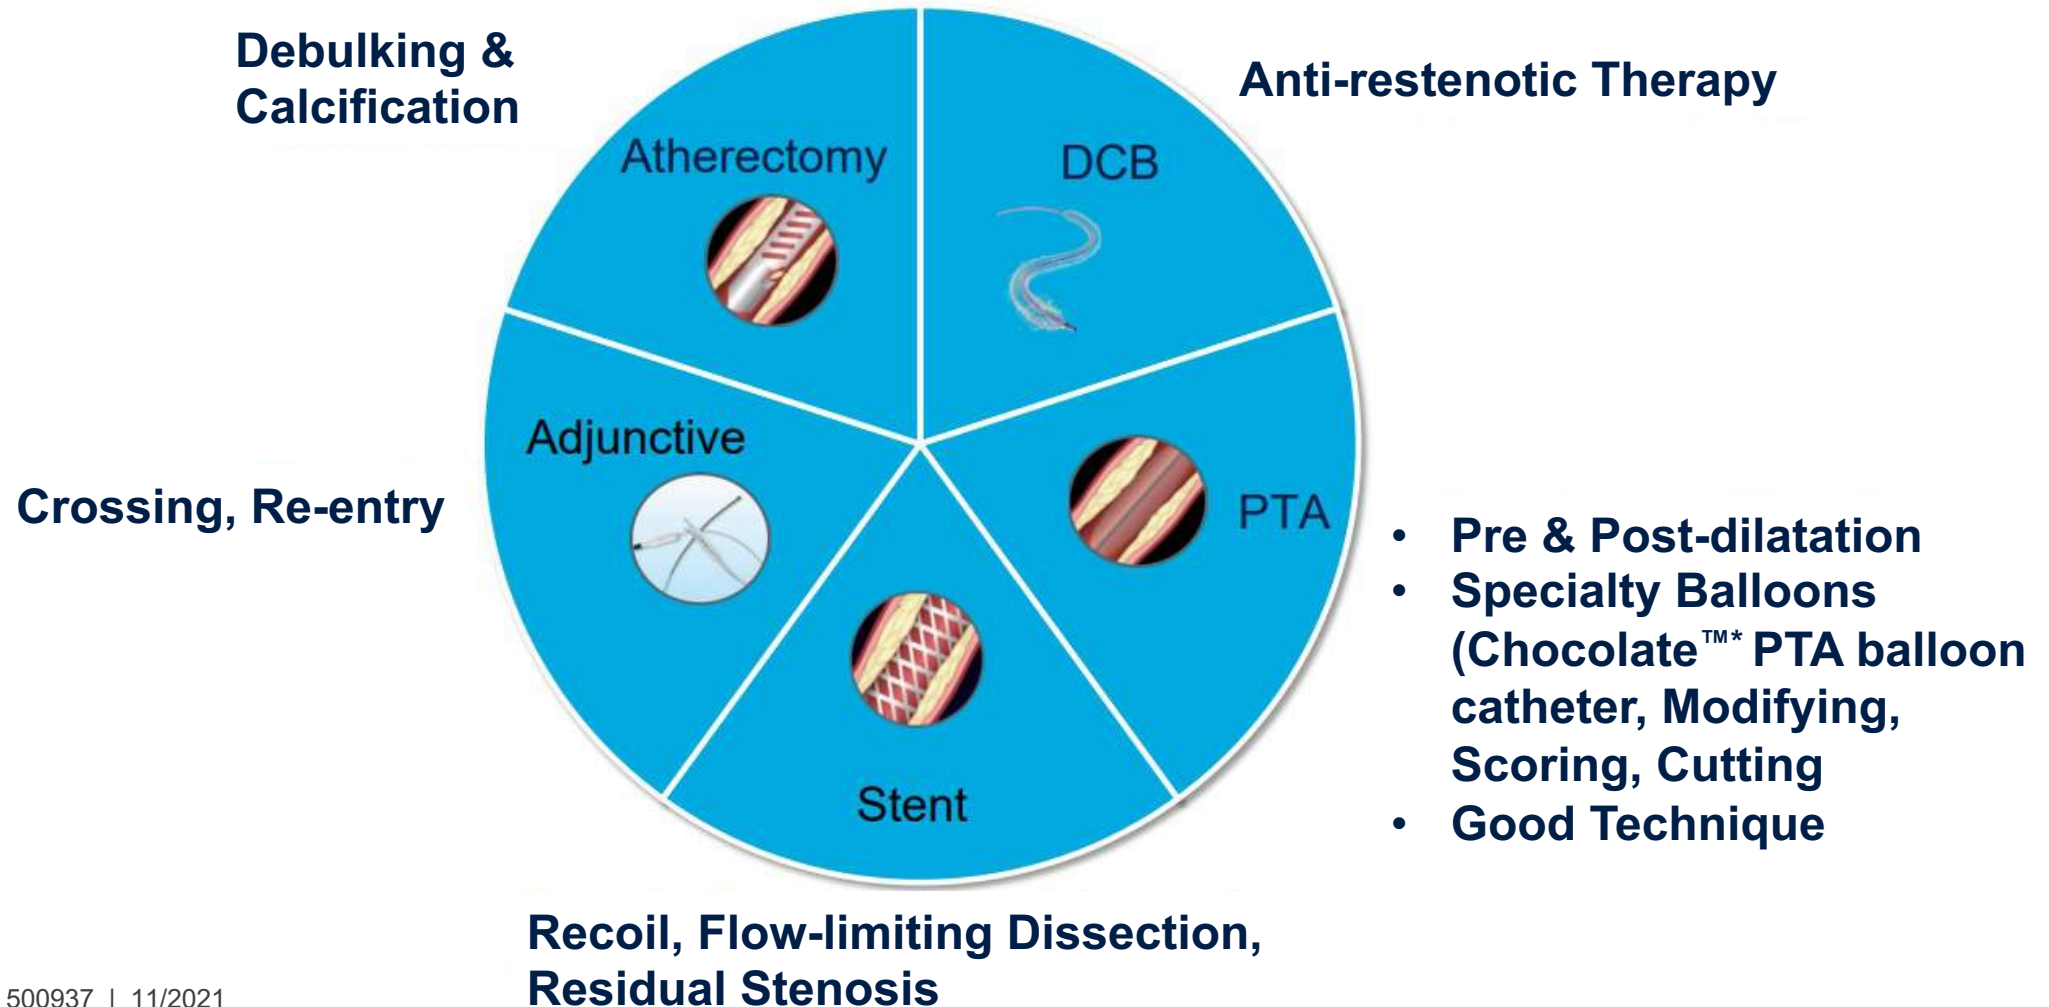 Debulking &
Calcification
Anti-restenotic Therapy
Atherectomy
DCB
Adjunctive
Crossing, Re-entry
PTA
• Pre & Post-dilatation
• Specialty Balloons
(Chocolate™* PTA balloon
catheter, Modifying,
Scoring, Cutting
• Good Technique
Stent
Recoil, Flow-limiting Dissection,
Residual Stenosis
500937 | 11/2021